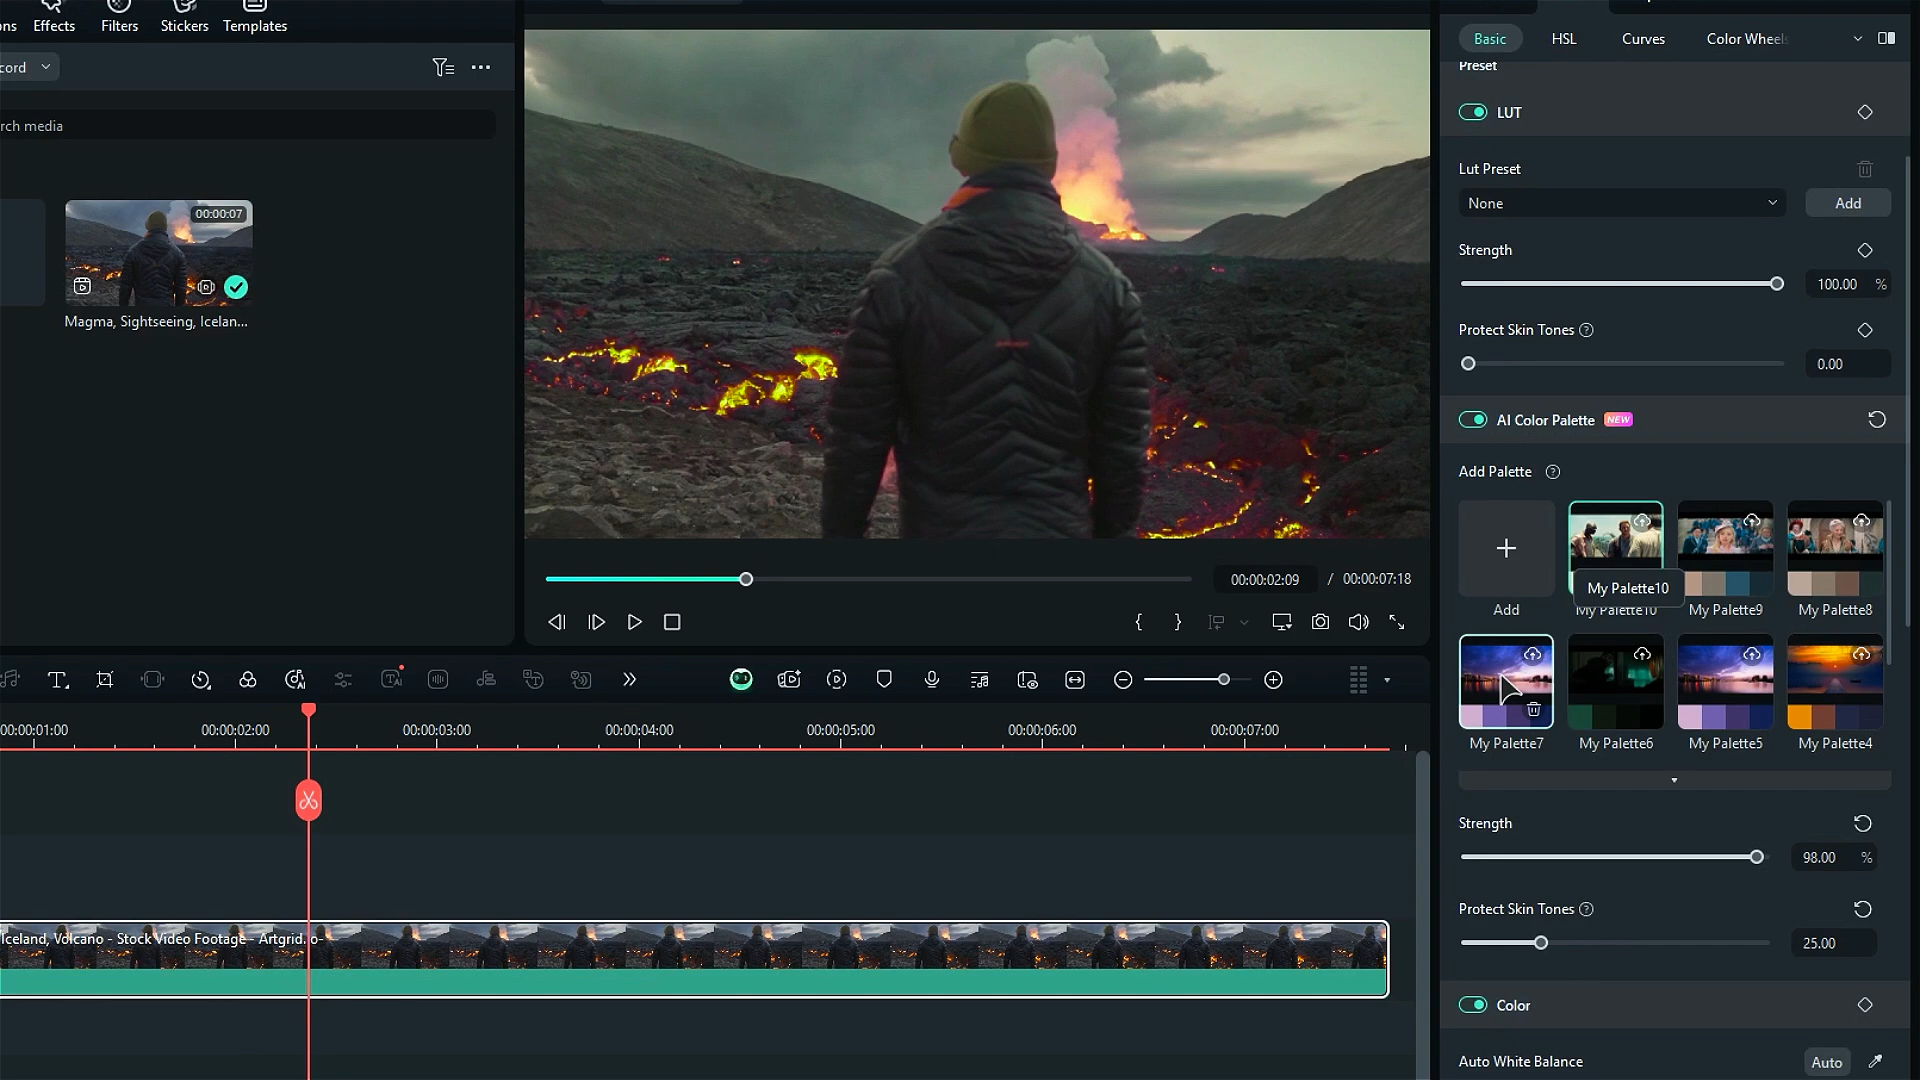 ns
Effects
Filters
Stickers
Templates
cord
rch media
00:00:07
Magma, Sightseeing, Icelan...
00:00:02:09 / 00:00:07:18
Basic
HSL
Curves
Color Wheels
Preset
LUT
Lut Preset
None
Add
Strength
100.00 %
Protect Skin Tones ?
0.00
AI Color Palette NEW
Add Palette ?
Add
My Palette10
My Palette10
My Palette9
My Palette8
My Palette7
My Palette6
My Palette5
My Palette4
Strength
98.00 %
Protect Skin Tones ?
25.00
Color
Auto White Balance
Auto
00:00:01:00
00:00:02:00
00:00:03:00
00:00:04:00
00:00:05:00
00:00:06:00
00:00:07:00
Iceland, Volcano - Stock Video Footage - Artgrid.io-